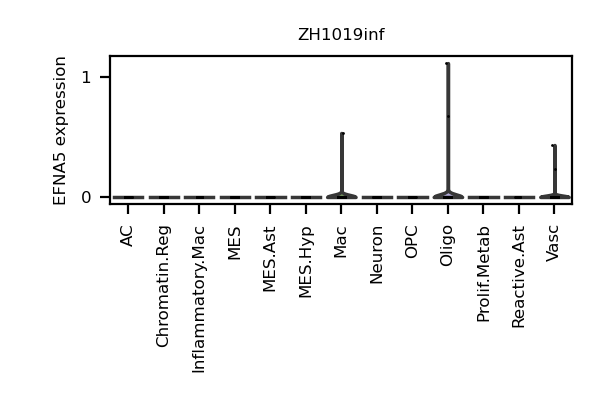 ZH1019inf
EFNA5 expression
1
0
AC
Chromatin.Reg
Inflammatory.Mac
MES
MES.Ast
MES.Hyp
Mac
Neuron
OPC
Oligo
Prolif.Metab
Reactive.Ast
Vasc